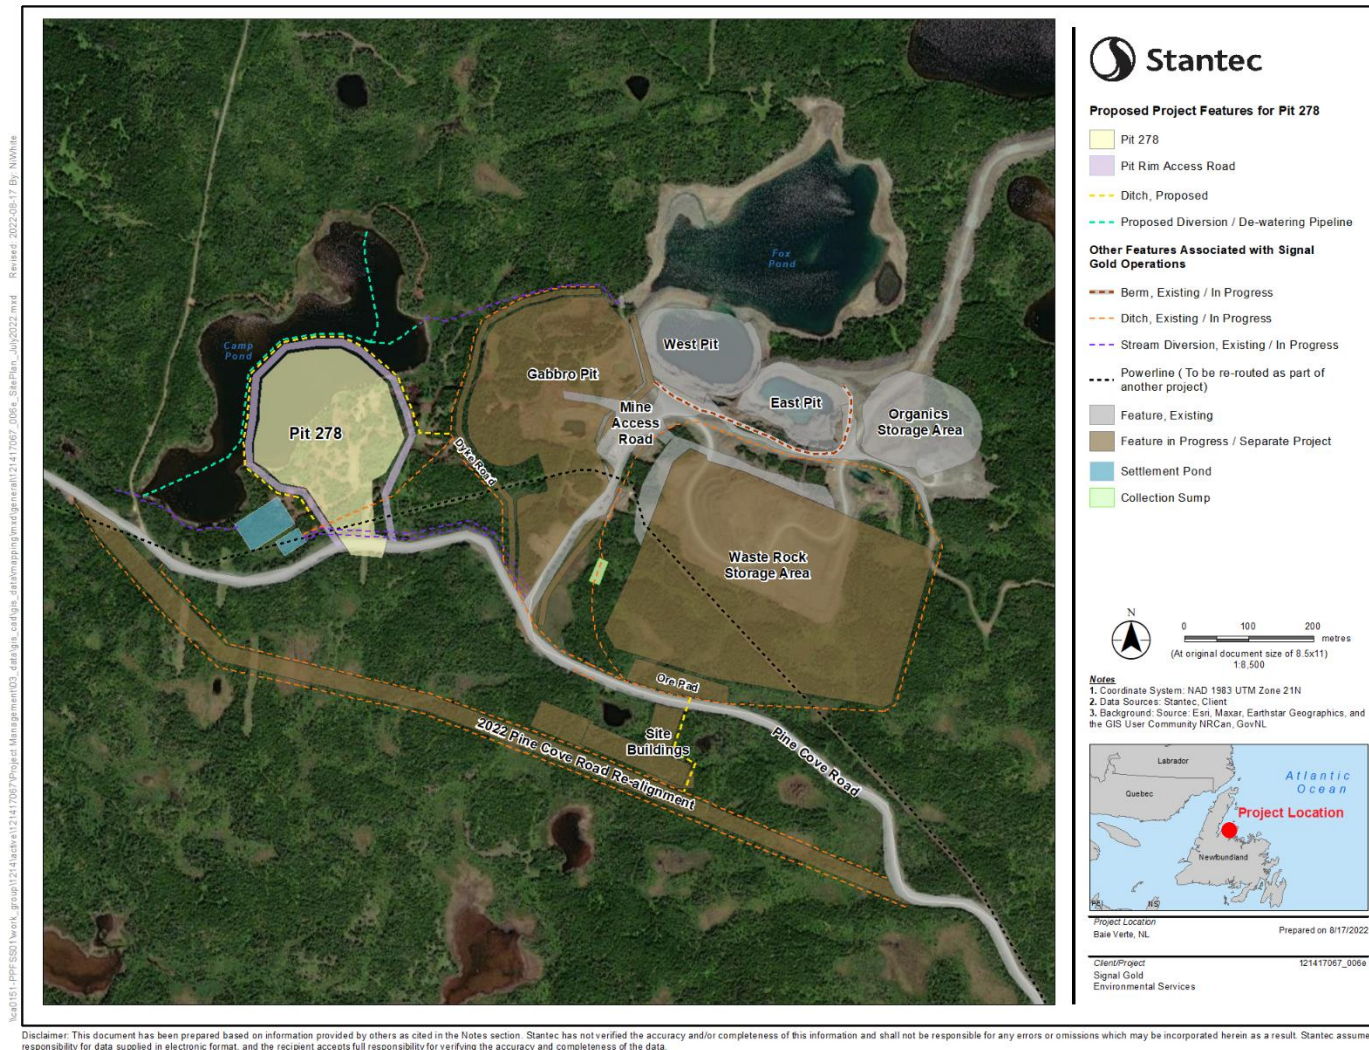 Stantec
Proposed Project Features for Pit 278
Pit 278
Pit Rim Access Road
Ditch, Proposed
Proposed Diversion / De-watering Pipeline
Other Features Associated with Signal
Gold Operations
Berm, Existing / In Progress
Ditch, Existing / In Progress
Stream Diversion, Existing / In Progress
Powerline ( To be re-routed as part of
another project)
Feature, Existing
Feature in Progress / Separate Project
Settlement Pond
Collection Sump
Fox
Pond
Camp
Pond
West Pit
Gabbro Pit
East Pit
Mine
Access
Road
Organics
Storage Area
Pit 278
Dyke Road
Waste Rock
Storage Area
Ore Pad
Site
Buildings
2022 Pine Cove Road Re-alignment
Pine Cove Road
N
0 100 200
metres
(At original document size of 8.5x11)
1:8,500
Notes
1. Coordinate System: NAD 1983 UTM Zone 21N
2. Data Sources: Stantec, Client
3. Background: Source: Esri, Maxar, Earthstar Geographics, and
the GIS User Community NRCan, GovNL
Labrador
Quebec
Atlantic
Ocean
Project Location
Newfoundland
NS
Project Location
Baie Verte, NL
Prepared on 8/17/2022
Client/Project
121417067_006e
Signal Gold
Environmental Services
Revised: 2022-08-17 By: NiWhite
Disclaimer: This document has been prepared based on information provided by others as cited in the Notes section. Stantec has not verified the accuracy and/or completeness of this information and shall not be responsible for any errors or omissions which may be incorporated herein as a result. Stantec assume
responsibility for data supplied in electronic format, and the recipient accepts full responsibility for verifying the accuracy and completeness of the data.